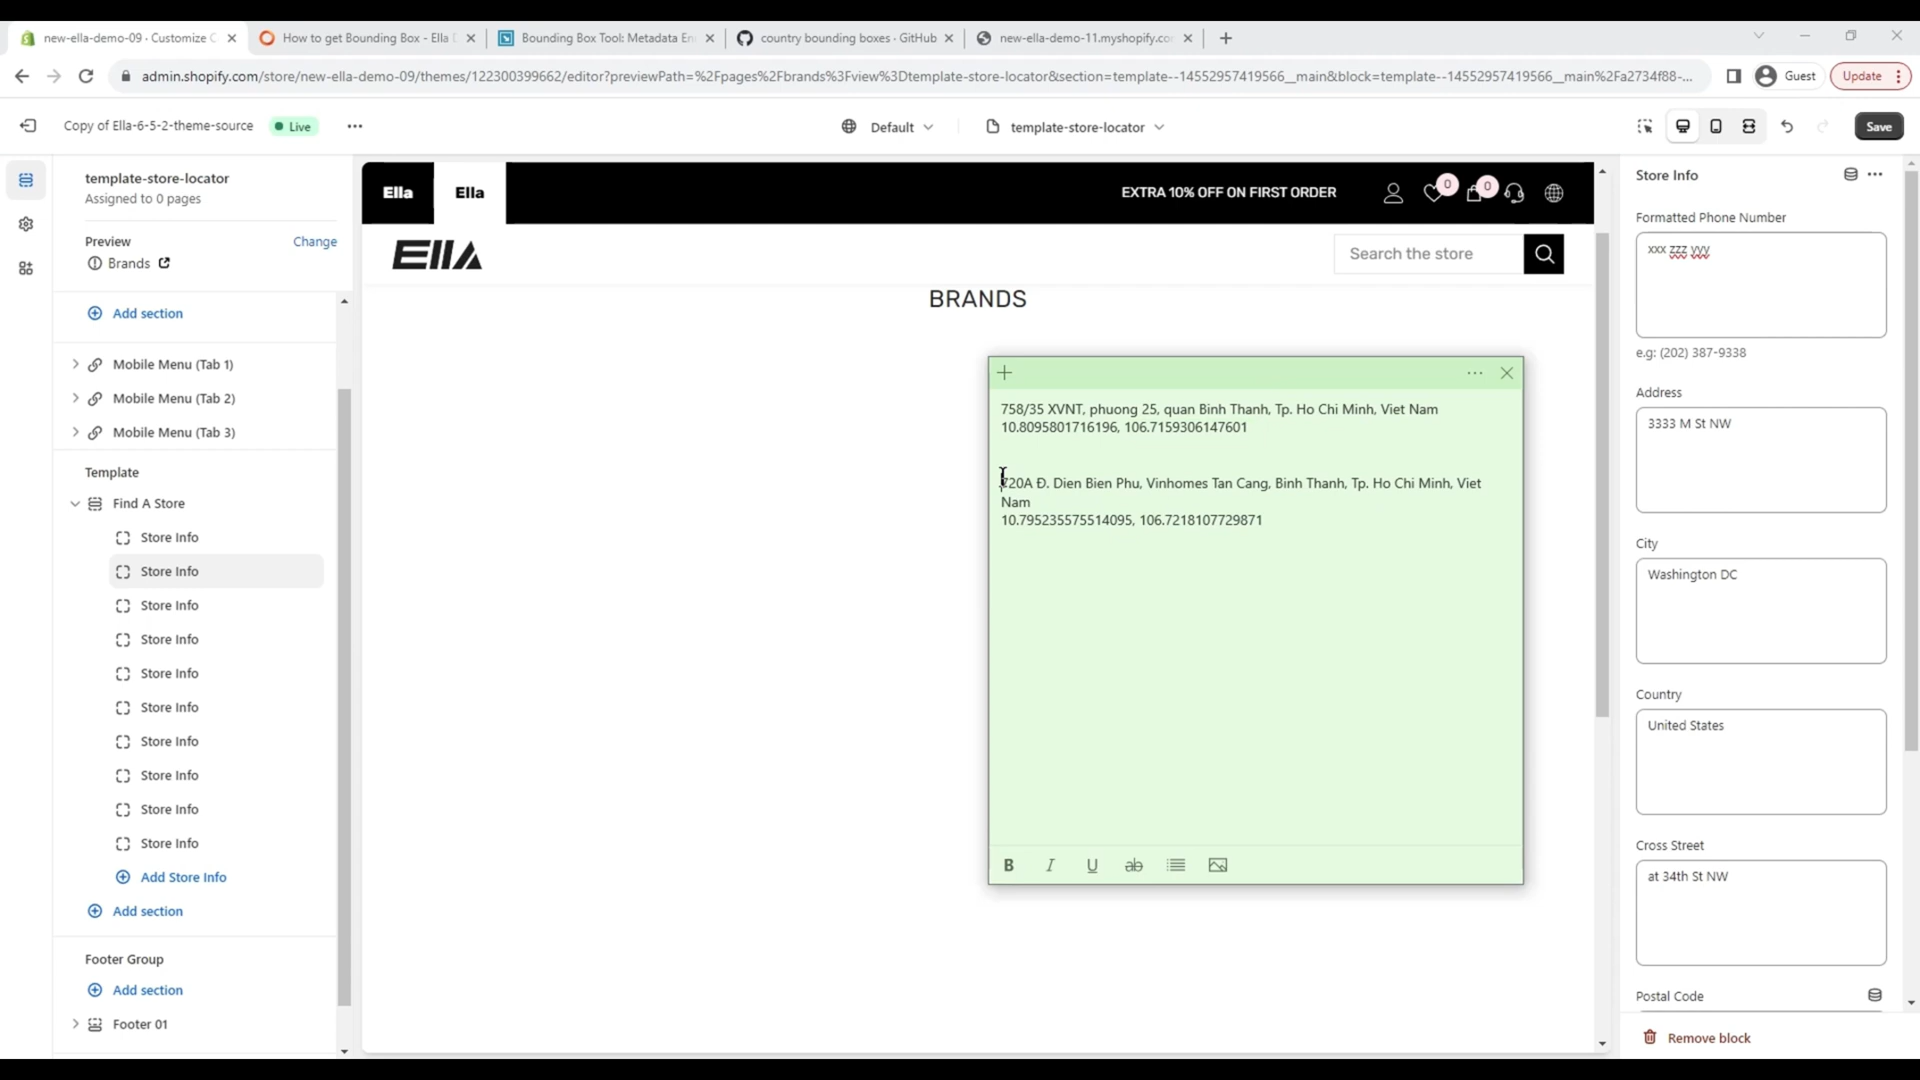 new-ella-demo-09 · Customize C
How to get Bounding Box - Ella
Bounding Box Tool: Metadata En
country bounding boxes · GitHub
new-ella-demo-11.myshopify.co
admin.shopify.com/store/new-ella-demo-09/themes/122300399662/editor?previewPath=%2Fpages%2Fbrands%3Fview%3Dtemplate-store-locator&section=template--14552957419566__main&block=template--14552957419566__main%2Fa2734f88-...
Guest
Update
Copy of Ella-6-5-2-theme-source
Live
Default
template-store-locator
Save
template-store-locator
Assigned to 0 pages
Preview
Change
Brands
Add section
Mobile Menu (Tab 1)
Mobile Menu (Tab 2)
Mobile Menu (Tab 3)
Template
Find A Store
Store Info
Store Info
Store Info
Store Info
Store Info
Store Info
Store Info
Store Info
Store Info
Store Info
Add Store Info
Add section
Footer Group
Add section
Footer 01
Ella
Ella
EXTRA 10% OFF ON FIRST ORDER
0
0
ElłA
Search the store
BRANDS
758/35 XVNT, phuong 25, quan Binh Thanh, Tp. Ho Chi Minh, Viet Nam
10.8095801716196, 106.7159306147601
720A Đ. Dien Bien Phu, Vinhomes Tan Cang, Binh Thanh, Tp. Ho Chi Minh, Viet
Nam
10.795235575514095, 106.7218107729871
B I U ab
Store Info
Formatted Phone Number
xxx zzz yyy
e.g: (202) 387-9338
Address
3333 M St NW
City
Washington DC
Country
United States
Cross Street
at 34th St NW
Postal Code
Remove block